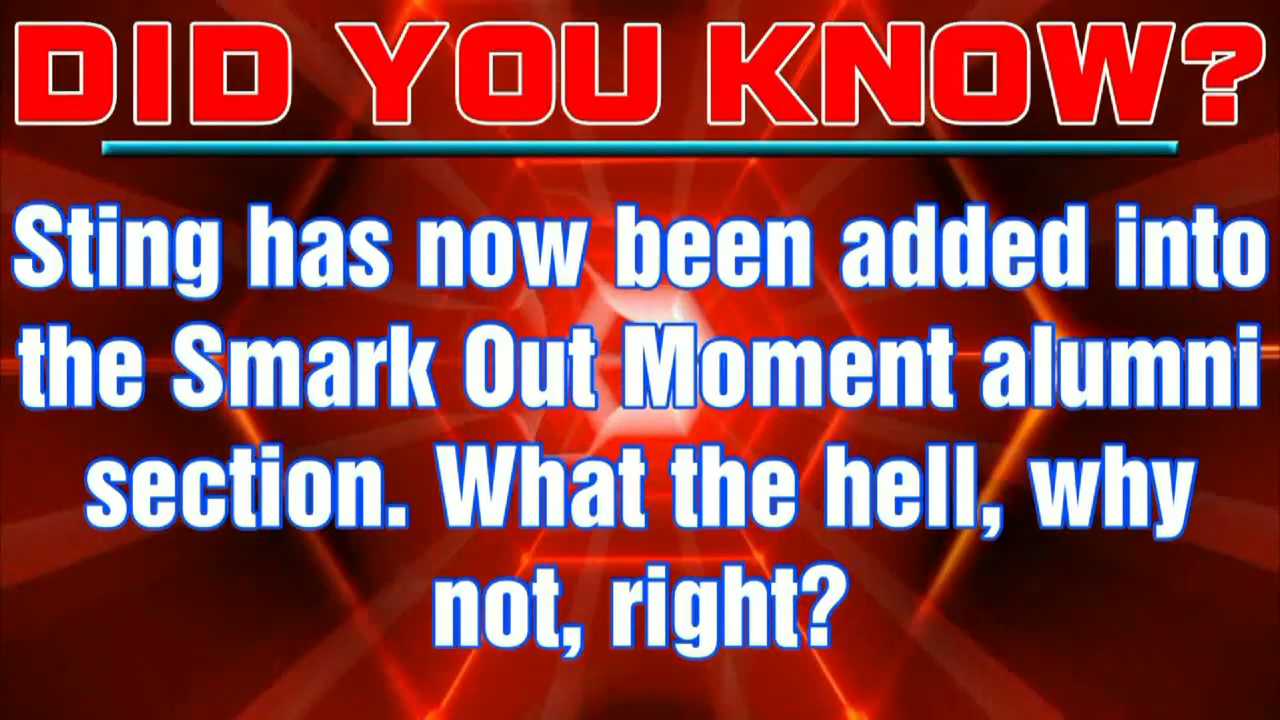 DID YOU KNOW?
Sting has now been added into
the Smark Out Moment alumni
section. What the hell, why
not, right?